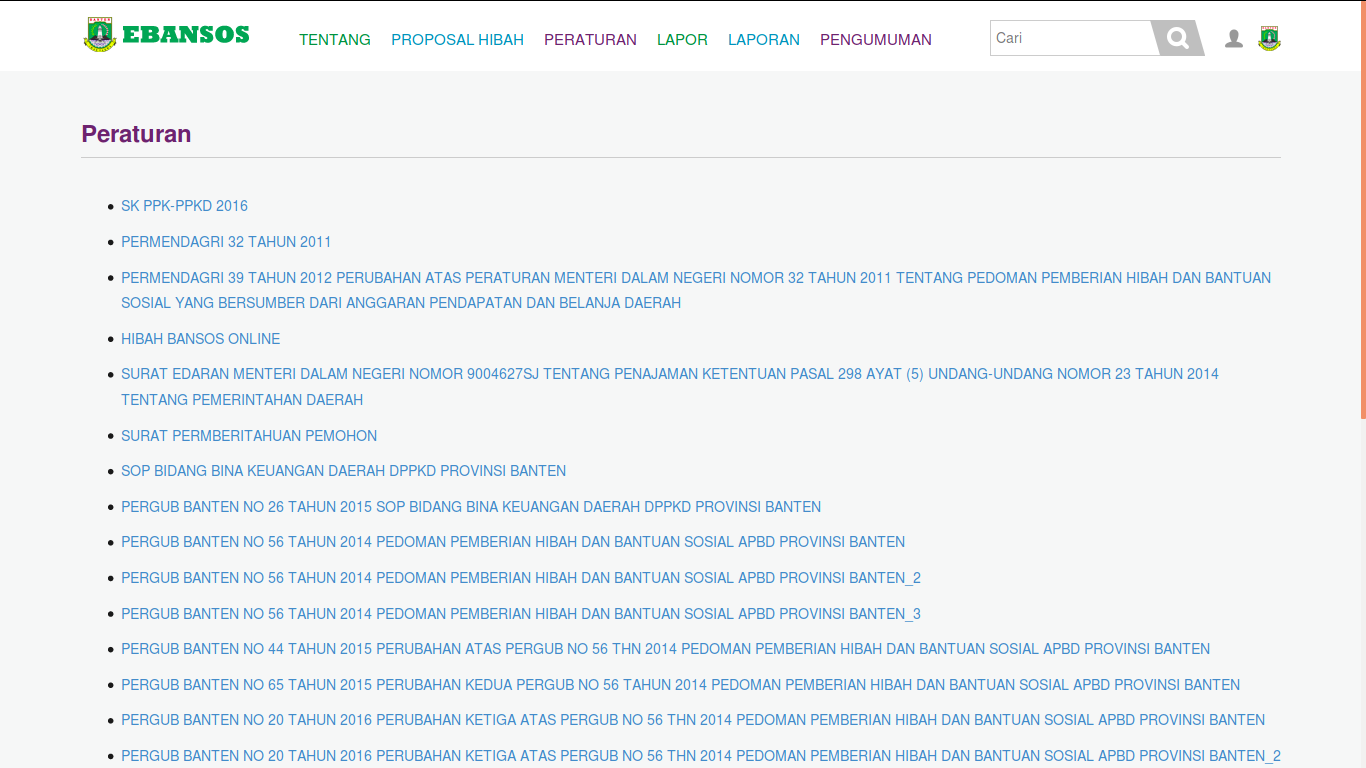 BANTEN
EBANSOS
TENTANG
PROPOSAL HIBAH
PERATURAN
LAPOR
LAPORAN
PENGUMUMAN
Cari
Peraturan
SK PPK-PPKD 2016
PERMENDAGRI 32 TAHUN 2011
PERMENDAGRI 39 TAHUN 2012 PERUBAHAN ATAS PERATURAN MENTERI DALAM NEGERI NOMOR 32 TAHUN 2011 TENTANG PEDOMAN PEMBERIAN HIBAH DAN BANTUAN
SOSIAL YANG BERSUMBER DARI ANGGARAN PENDAPATAN DAN BELANJA DAERAH
HIBAH BANSOS ONLINE
SURAT EDARAN MENTERI DALAM NEGERI NOMOR 9004627SJ TENTANG PENAJAMAN KETENTUAN PASAL 298 AYAT (5) UNDANG-UNDANG NOMOR 23 TAHUN 2014
TENTANG PEMERINTAHAN DAERAH
SURAT PERMBERITAHUAN PEMOHON
SOP BIDANG BINA KEUANGAN DAERAH DPPKD PROVINSI BANTEN
PERGUB BANTEN NO 26 TAHUN 2015 SOP BIDANG BINA KEUANGAN DAERAH DPPKD PROVINSI BANTEN
PERGUB BANTEN NO 56 TAHUN 2014 PEDOMAN PEMBERIAN HIBAH DAN BANTUAN SOSIAL APBD PROVINSI BANTEN
PERGUB BANTEN NO 56 TAHUN 2014 PEDOMAN PEMBERIAN HIBAH DAN BANTUAN SOSIAL APBD PROVINSI BANTEN_2
PERGUB BANTEN NO 56 TAHUN 2014 PEDOMAN PEMBERIAN HIBAH DAN BANTUAN SOSIAL APBD PROVINSI BANTEN_3
PERGUB BANTEN NO 44 TAHUN 2015 PERUBAHAN ATAS PERGUB NO 56 THN 2014 PEDOMAN PEMBERIAN HIBAH DAN BANTUAN SOSIAL APBD PROVINSI BANTEN
PERGUB BANTEN NO 65 TAHUN 2015 PERUBAHAN KEDUA PERGUB NO 56 TAHUN 2014 PEDOMAN PEMBERIAN HIBAH DAN BANTUAN SOSIAL APBD PROVINSI BANTEN
PERGUB BANTEN NO 20 TAHUN 2016 PERUBAHAN KETIGA ATAS PERGUB NO 56 THN 2014 PEDOMAN PEMBERIAN HIBAH DAN BANTUAN SOSIAL APBD PROVINSI BANTEN
PERGUB BANTEN NO 20 TAHUN 2016 PERUBAHAN KETIGA ATAS PERGUB NO 56 THN 2014 PEDOMAN PEMBERIAN HIBAH DAN BANTUAN SOSIAL APBD PROVINSI BANTEN_2